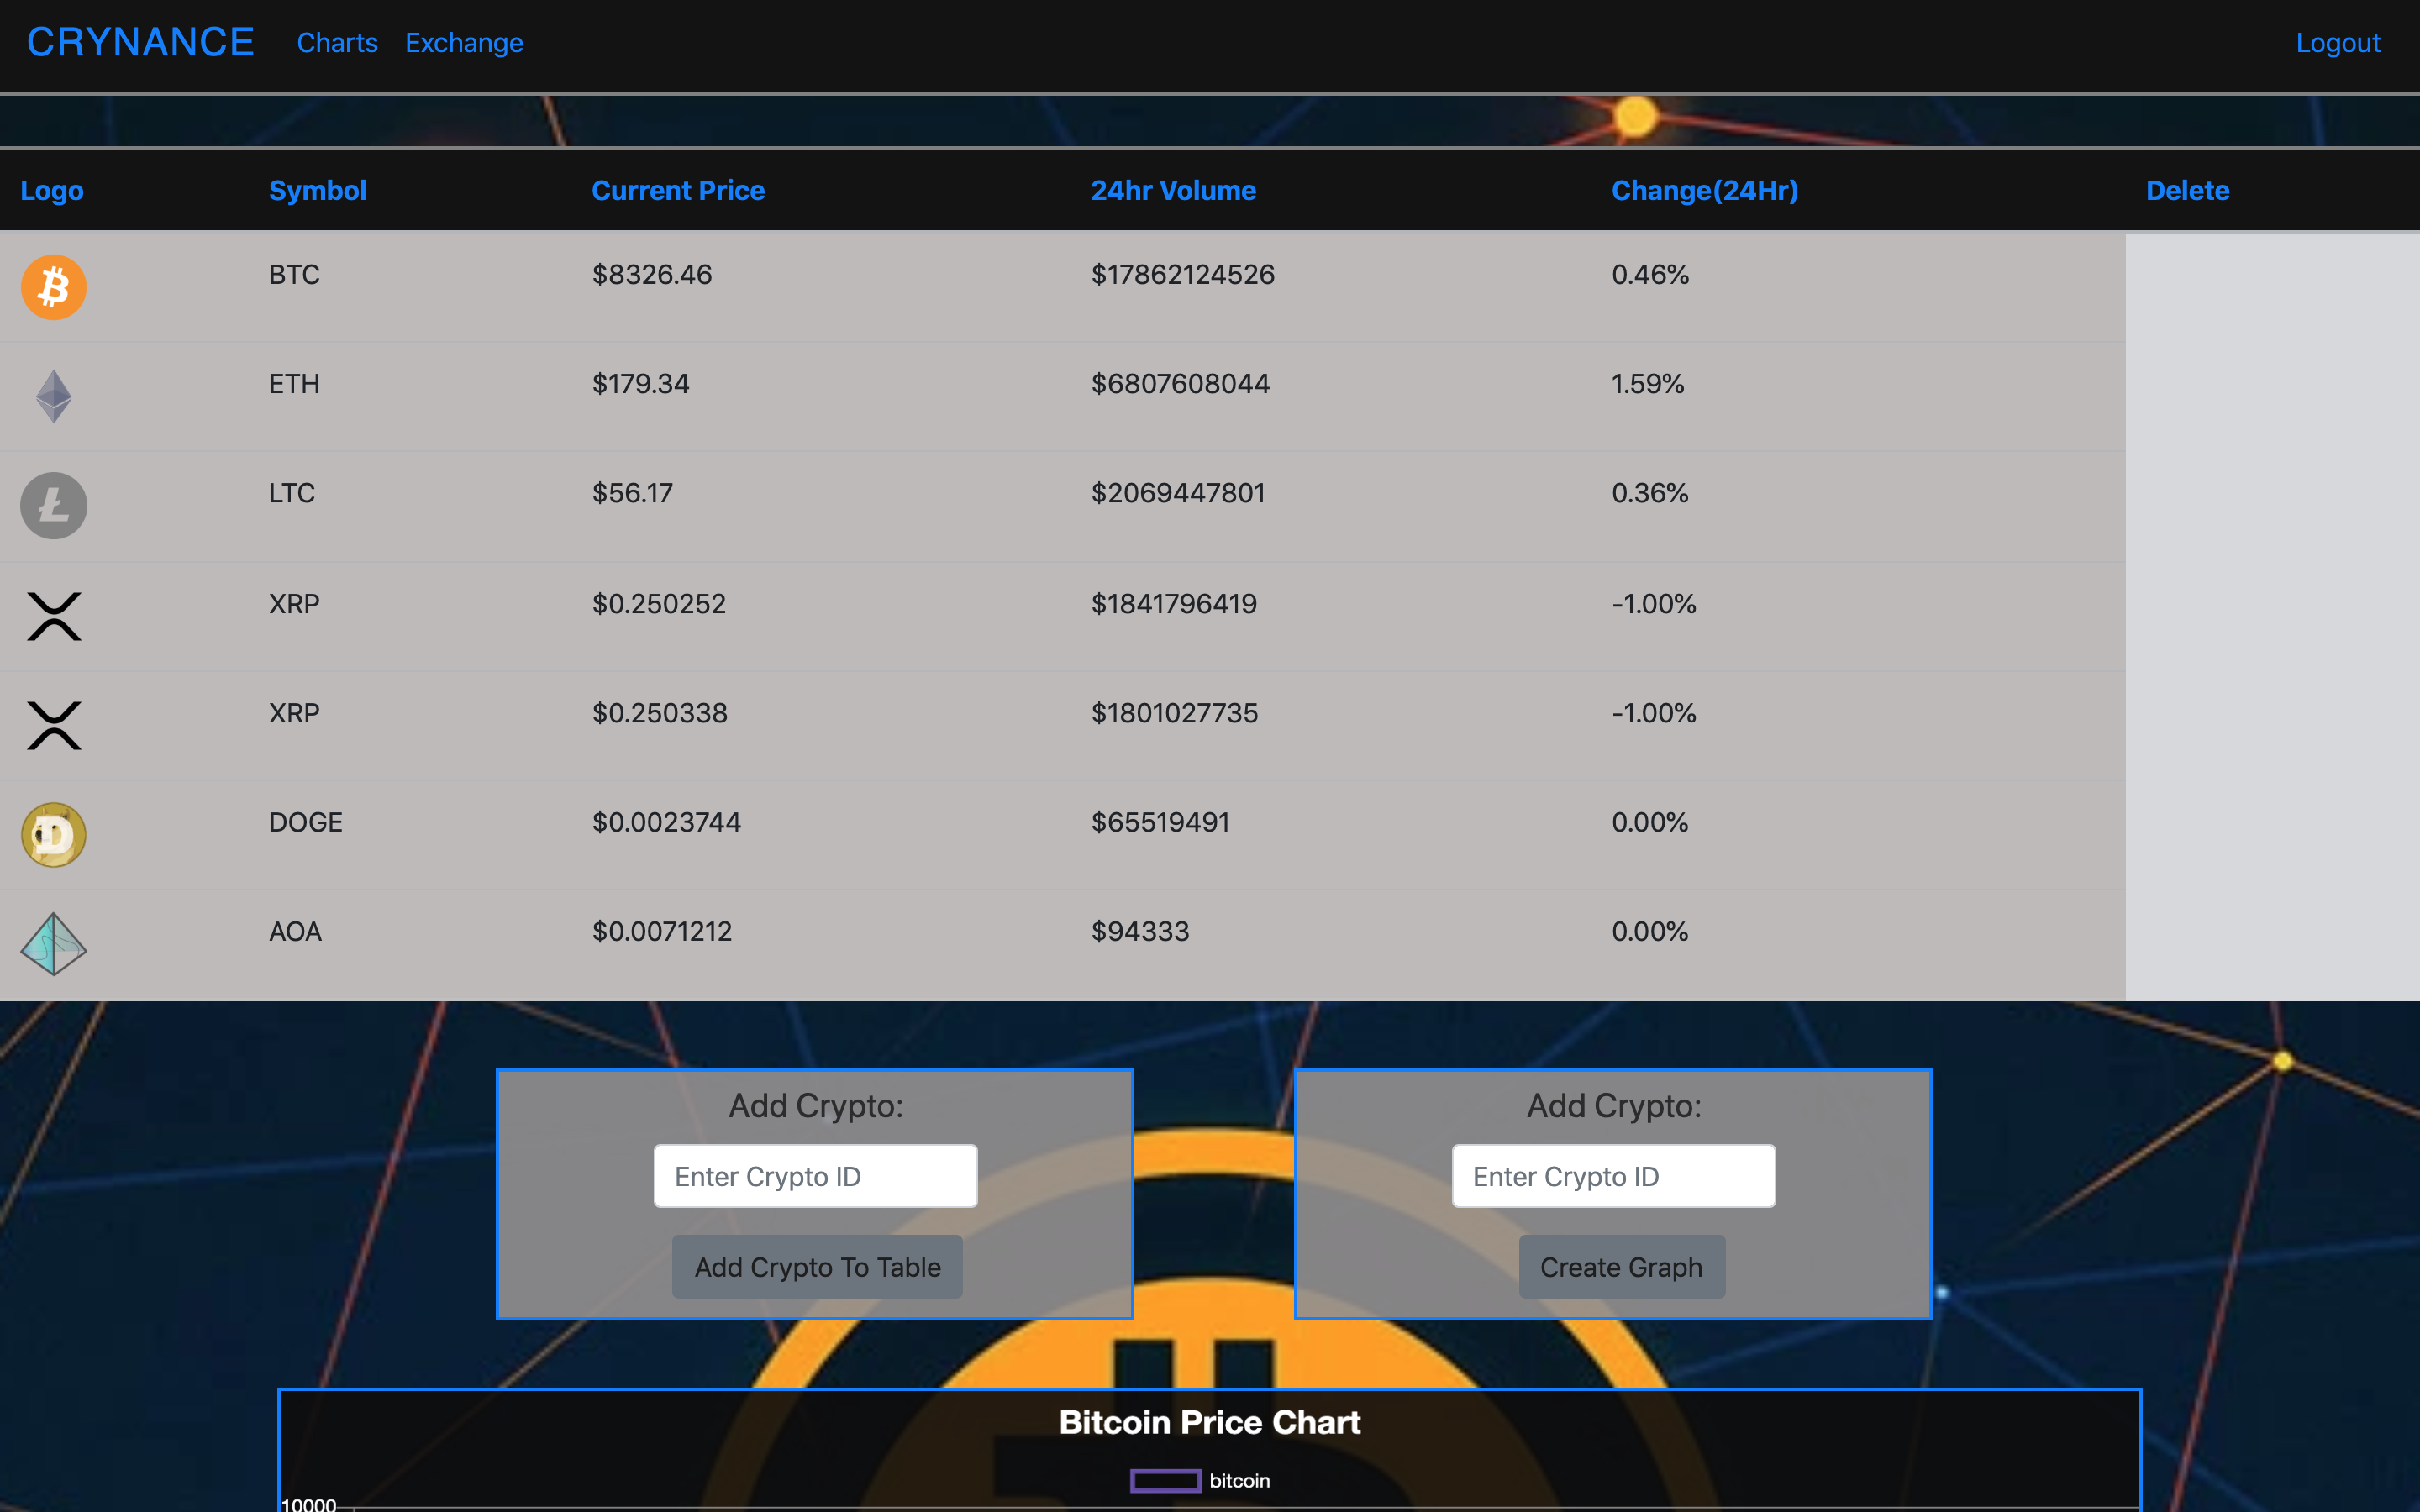 CRYNANCE Charts Exchange Logout
Logo Symbol Current Price 24hr Volume Change(24Hr) Delete
BTC $8326.46 $17862124526 0.46%
ETH $179.34 $6807608044 1.59%
LTC $56.17 $2069447801 0.36%
XRP $0.250252 $1841796419 -1.00%
XRP $0.250338 $1801027735 -1.00%
DOGE $0.0023744 $65519491 0.00%
AOA $0.0071212 $94333 0.00%
Add Crypto: Add Crypto:
Enter Crypto ID Enter Crypto ID
Add Crypto To Table Create Graph
Bitcoin Price Chart
bitcoin
10000